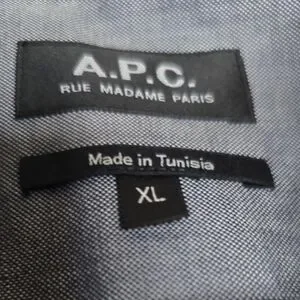 A.P.C.
RUE MADAME PARIS
Made in Tunisia
XL